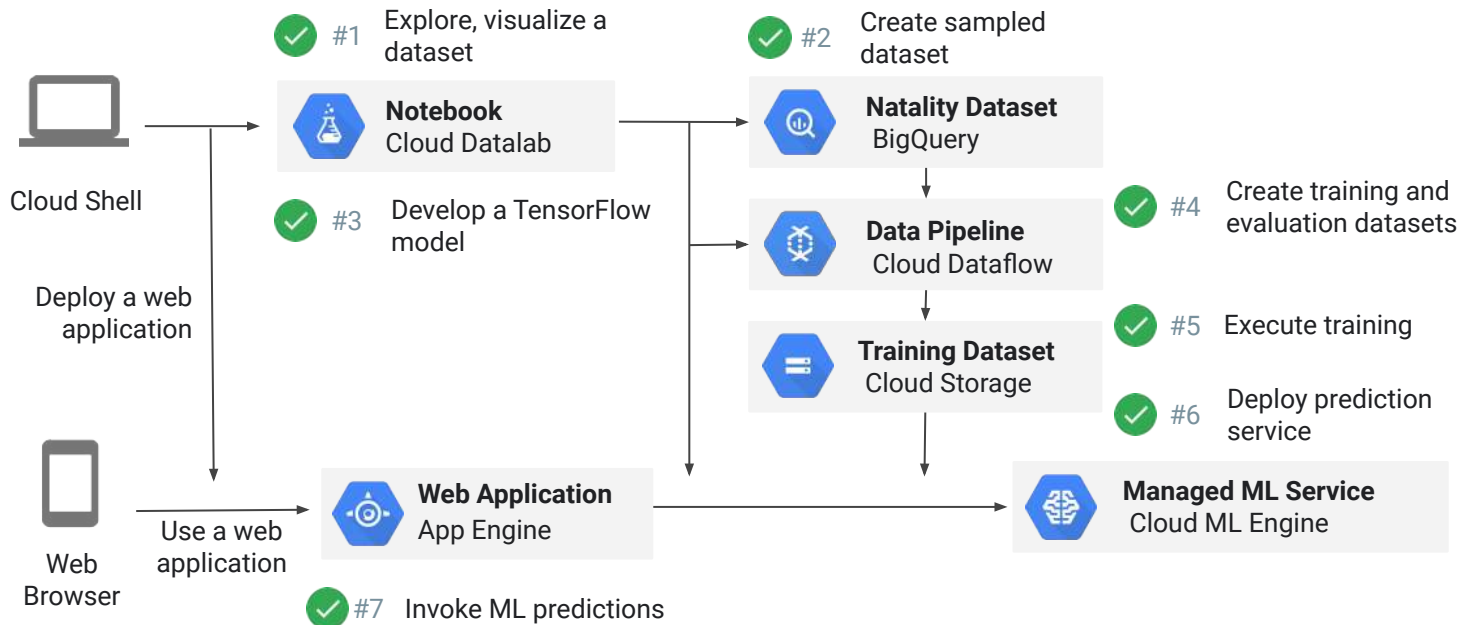 #1 Explore, visualize a
dataset
#2 Create sampled
dataset
Notebook
Cloud Datalab
Natality Dataset
BigQuery
Cloud Shell
#3 Develop a TensorFlow
model
#4 Create training and
evaluation datasets
Data Pipeline
Cloud Dataflow
Deploy a web
application
#5 Execute training
Training Dataset
Cloud Storage
#6 Deploy prediction
service
Web Application
App Engine
Managed ML Service
Cloud ML Engine
Use a web
application
Web
Browser
#7 Invoke ML predictions